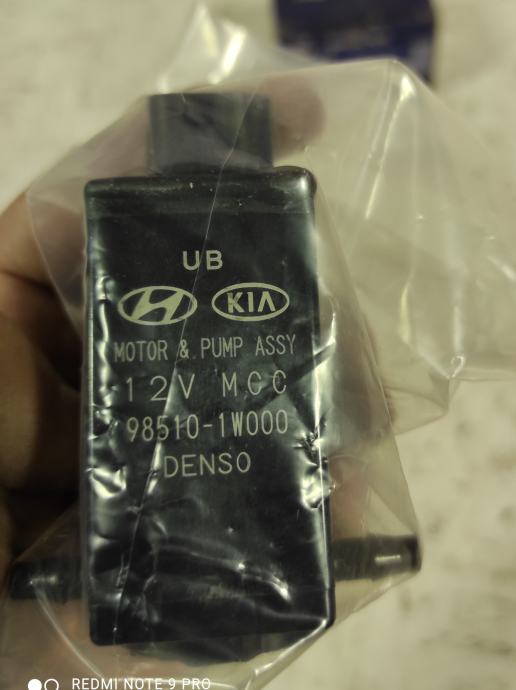 UB
KIA
MOTOR & PUMP ASSY
12V MCC
98510-1W000
DENSO
REDMI NOTE 9 PRO